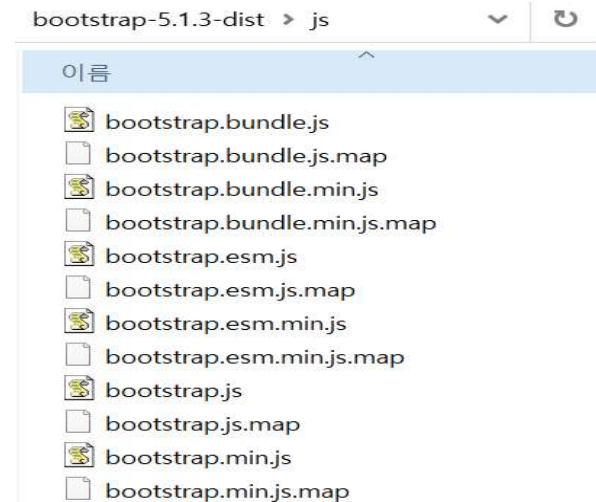 bootstrap-5.1.3-dist > js
이름
bootstrap.bundle.js
bootstrap.bundle.js.map
bootstrap.bundle.min.js
bootstrap.bundle.min.js.map
bootstrap.esm.js
bootstrap.esm.js.map
bootstrap.esm.min.js
bootstrap.esm.min.js.map
bootstrap.js
bootstrap.js.map
bootstrap.min.js
bootstrap.min.js.map